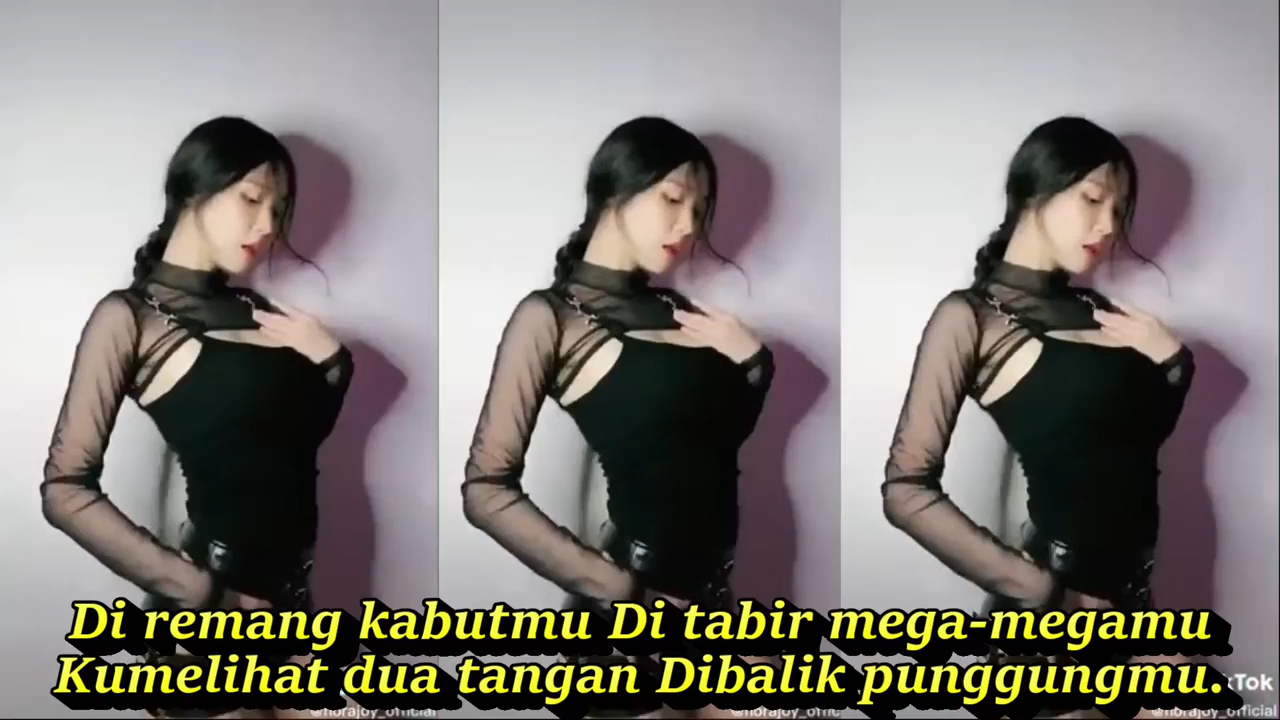 Di remang kabutmu Di tabir mega-megamu
Kumelihat dua tangan Dibalik punggungmu.